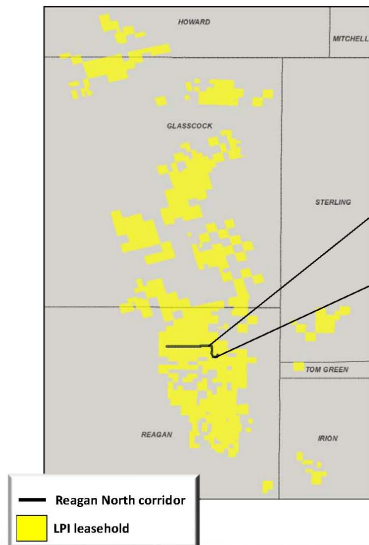 HOWARD
MITCHELL
GLASSCOCK
STERLING
TOM GREEN
REAGAN
IRION
Reagan North corridor
LPI leasehold